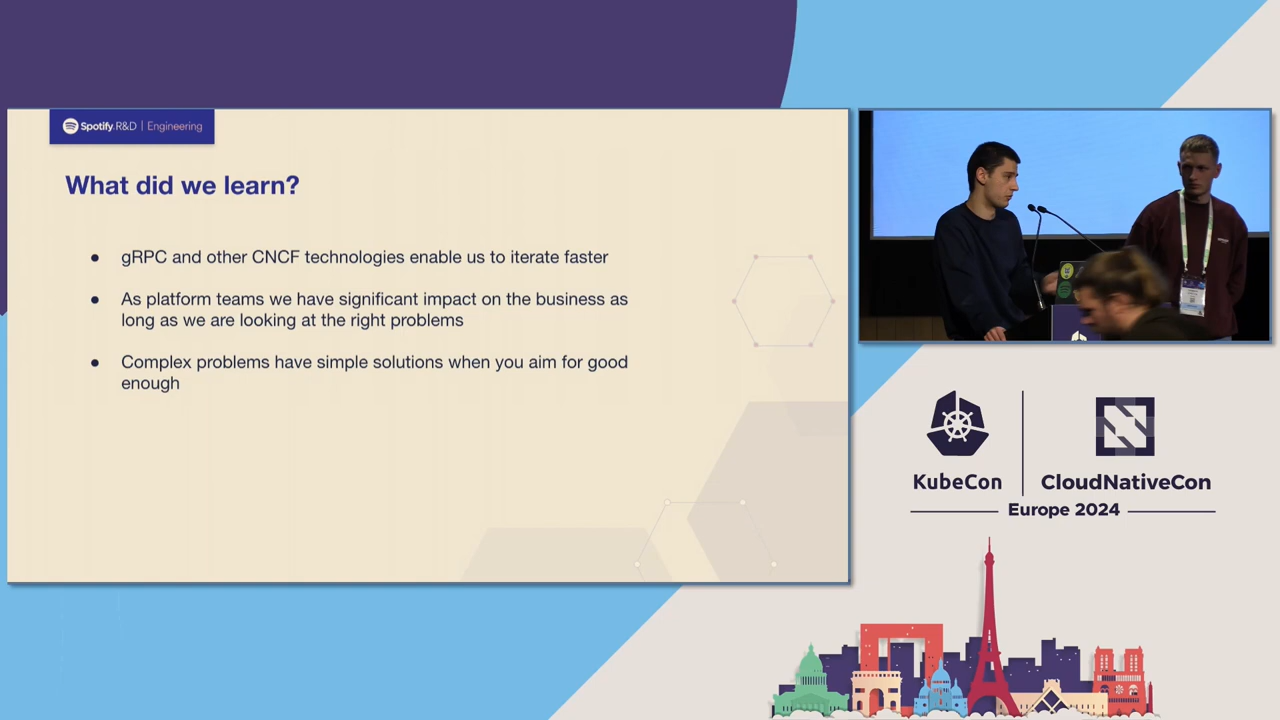 Spotify R&D | Engineering
What did we learn?
● gRPC and other CNCF technologies enable us to iterate faster
● As platform teams we have significant impact on the business as
long as we are looking at the right problems
● Complex problems have simple solutions when you aim for good
enough
KubeCon
CloudNativeCon
Europe 2024